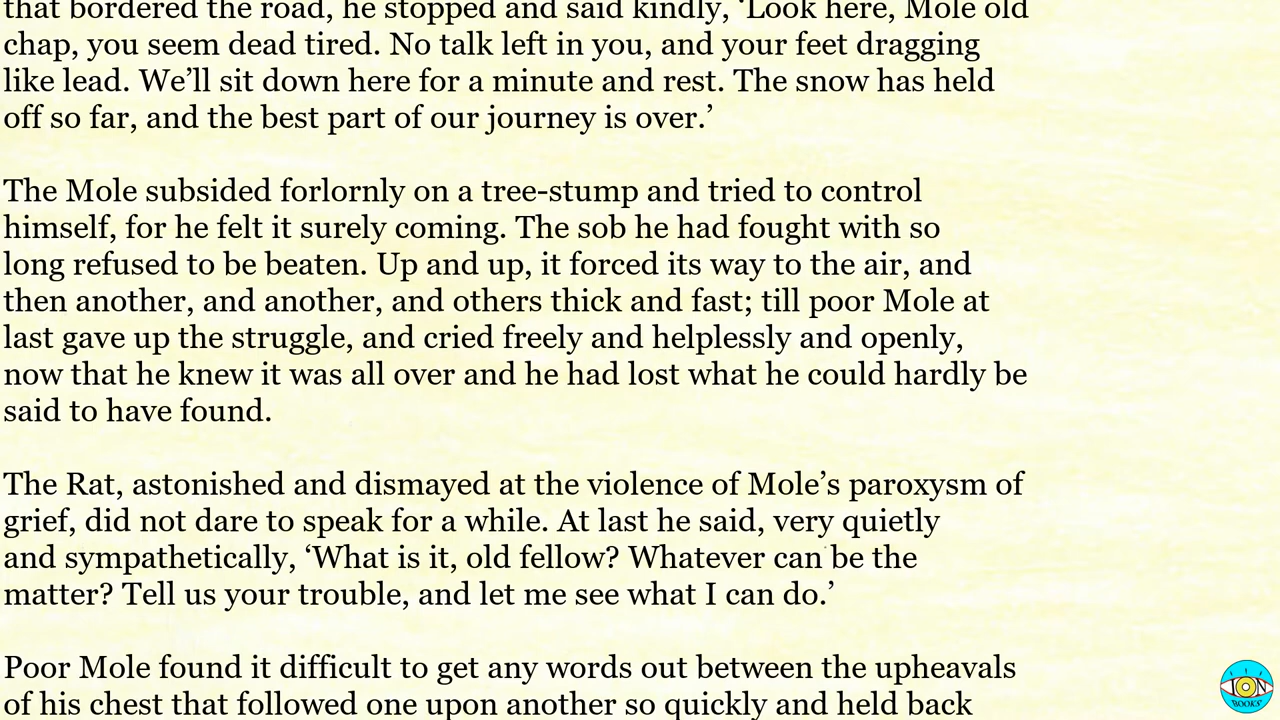 that bordered the road, he stopped and said kindly, ‘Look here, Mole old
chap, you seem dead tired. No talk left in you, and your feet dragging
like lead. We’ll sit down here for a minute and rest. The snow has held
off so far, and the best part of our journey is over.’
The Mole subsided forlornly on a tree-stump and tried to control
himself, for he felt it surely coming. The sob he had fought with so
long refused to be beaten. Up and up, it forced its way to the air, and
then another, and another, and others thick and fast; till poor Mole at
last gave up the struggle, and cried freely and helplessly and openly,
now that he knew it was all over and he had lost what he could hardly be
said to have found.
The Rat, astonished and dismayed at the violence of Mole’s paroxysm of
grief, did not dare to speak for a while. At last he said, very quietly
and sympathetically, ‘What is it, old fellow? Whatever can be the
matter? Tell us your trouble, and let me see what I can do.’
Poor Mole found it difficult to get any words out between the upheavals
of his chest that followed one upon another so quickly and held back
ION
BOOKS